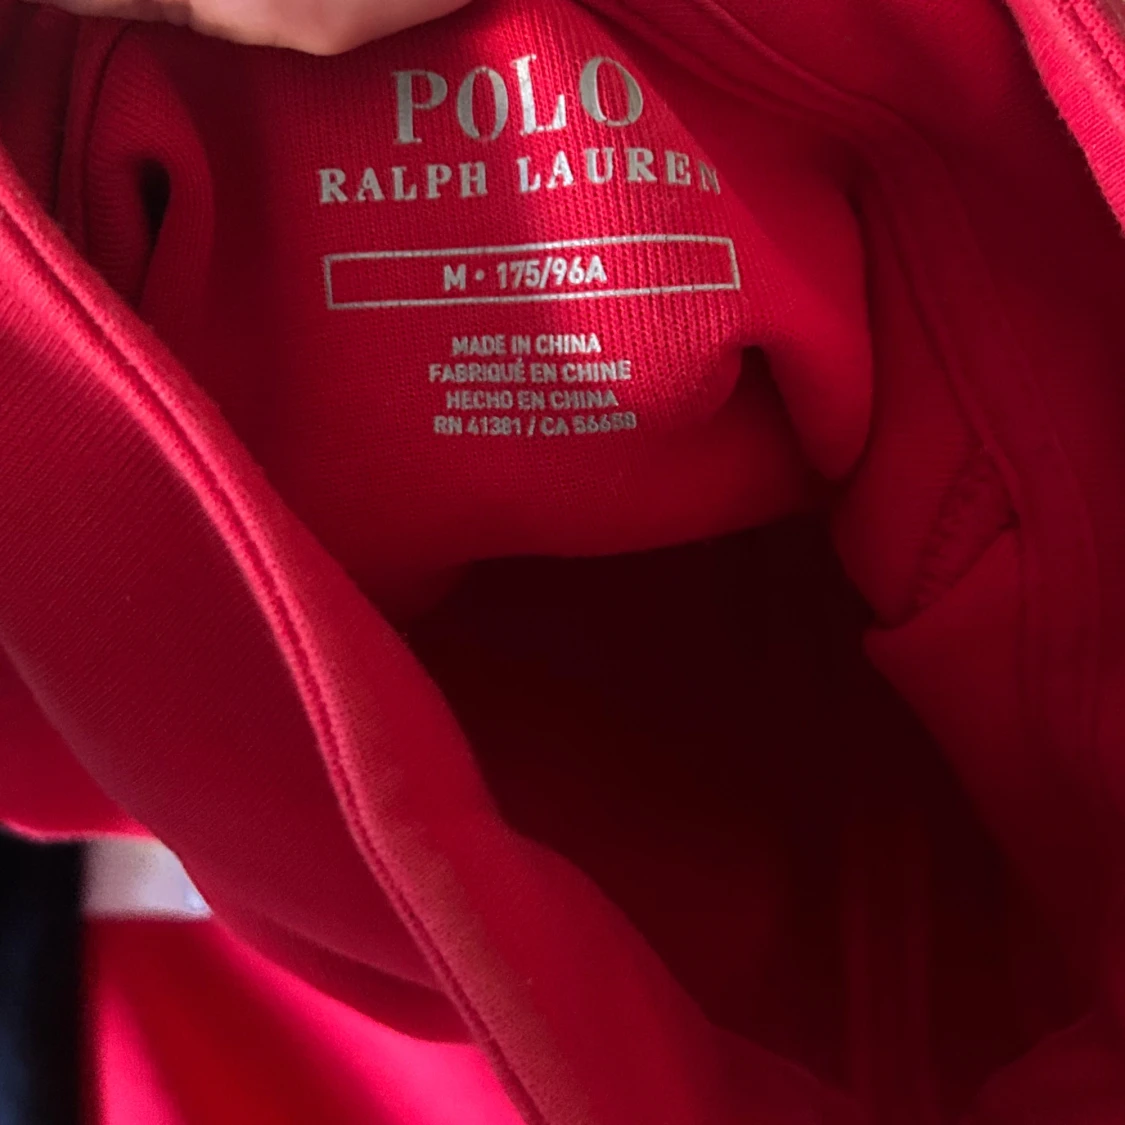 POLO
RALPH LAUREN
M • 175/96A
MADE IN CHINA
FABRIQUÉ EN CHINE
HECHO EN CHINA
RN 41381 / CA 56658